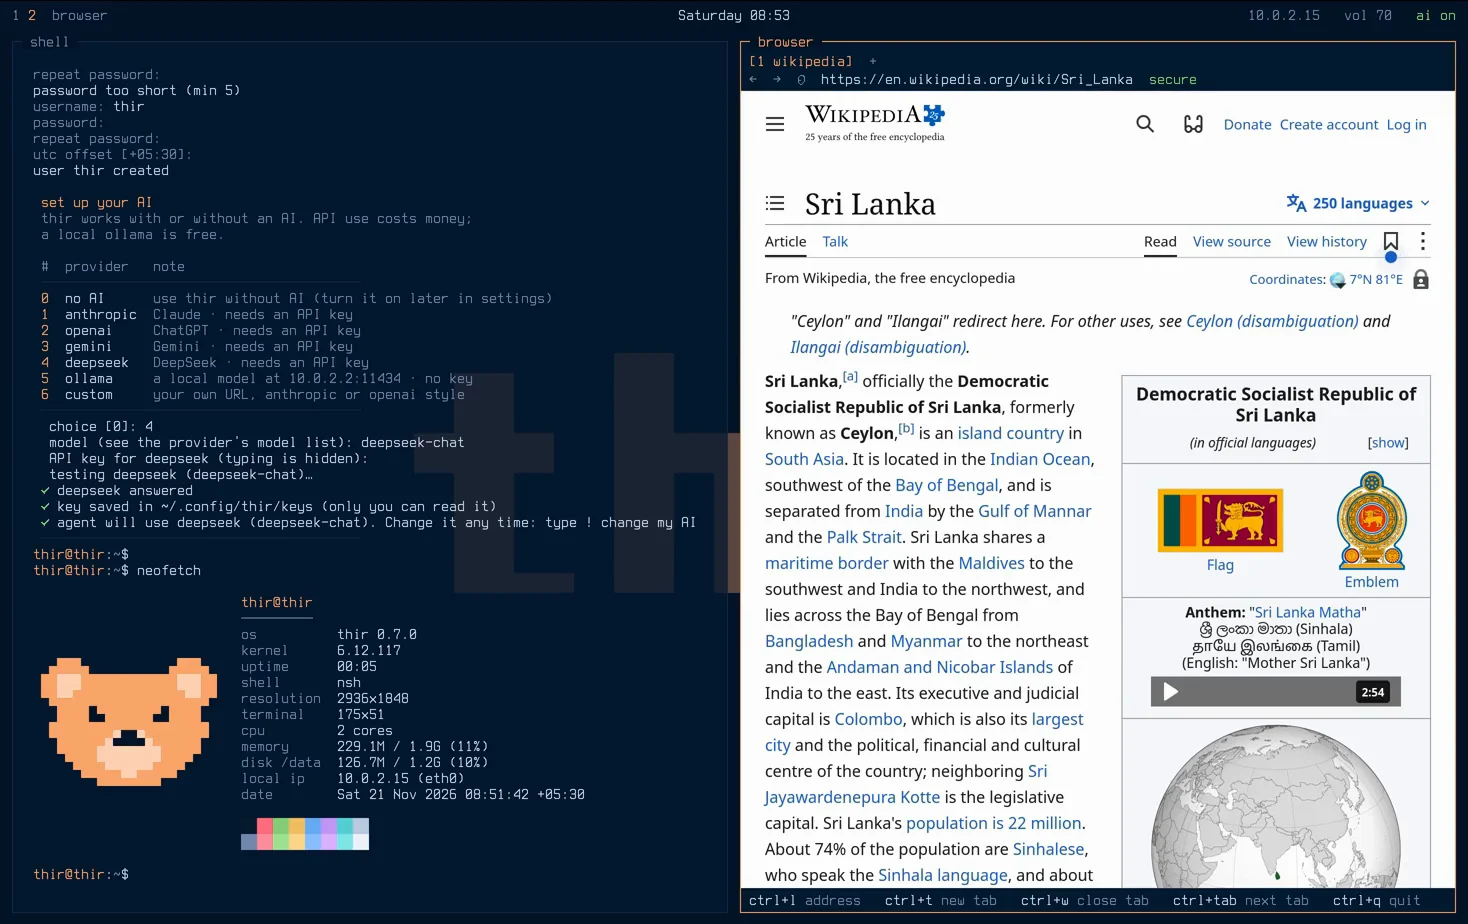 1 2 browser
Saturday 08:53
10.0.2.15 vol 70 ai on
shell
repeat password:
password too short (min 5)
username: thir
password:
repeat password:
utc offset [+05:30]:
user thir created
set up your AI
thir works with or without an AI. API use costs money;
a local ollama is free.
# provider note
0 no AI use thir without AI (turn it on later in settings)
1 anthropic Claude · needs an API key
2 openai ChatGPT · needs an API key
3 gemini Gemini · needs an API key
4 deepseek DeepSeek · needs an API key
5 ollama a local model at 10.0.2.2:11434 · no key
6 custom your own URL, anthropic or openai style
choice [0]: 4
model (see the provider's model list): deepseek-chat
API key for deepseek (typing is hidden):
testing deepseek (deepseek-chat)…
✓ deepseek answered
✓ key saved in ~/.config/thir/keys (only you can read it)
✓ agent will use deepseek (deepseek-chat). Change it any time: type ! change my AI
thir@thir:~$
thir@thir:~$ neofetch
thir@thir
os thir 0.7.0
kernel 6.12.117
uptime 00:05
shell nsh
resolution 2936x1848
terminal 175x51
cpu 2 cores
memory 229.1M / 1.9G (11%)
disk /data 126.7M / 1.2G (10%)
local ip 10.0.2.15 (eth0)
date Sat 21 Nov 2026 08:51:42 +05:30
thir@thir:~$
th
browser
[1 wikipedia] +
← → https://en.wikipedia.org/wiki/Sri_Lanka secure
WIKIPEDIA 25
25 years of the free encyclopedia
Donate Create account Log in
Sri Lanka
250 languages
Article Talk
Read View source View history
From Wikipedia, the free encyclopedia
Coordinates: 7°N 81°E
"Ceylon" and "Ilangai" redirect here. For other uses, see Ceylon (disambiguation) and
Ilangai (disambiguation).
Sri Lanka,[a] officially the Democratic
Socialist Republic of Sri Lanka, formerly
known as Ceylon,[b] is an island country in
South Asia. It is located in the Indian Ocean,
southwest of the Bay of Bengal, and is
separated from India by the Gulf of Mannar
and the Palk Strait. Sri Lanka shares a
maritime border with the Maldives to the
southwest and India to the northwest, and
lies across the Bay of Bengal from
Bangladesh and Myanmar to the northeast
and the Andaman and Nicobar Islands of
India to the east. Its executive and judicial
capital is Colombo, which is also its largest
city and the political, financial and cultural
centre of the country; neighboring Sri
Jayawardenepura Kotte is the legislative
capital. Sri Lanka's population is 22 million.
About 74% of the population are Sinhalese,
who speak the Sinhala language, and about
Democratic Socialist Republic of
Sri Lanka
(in official languages) [show]
Flag
Emblem
Anthem: "Sri Lanka Matha"
ශ්‍රී ලංකා මාතා (Sinhala)
தாயே இலங்கை (Tamil)
(English: "Mother Sri Lanka")
2:54
ctrl+l address ctrl+t new tab ctrl+w close tab ctrl+tab next tab ctrl+q quit